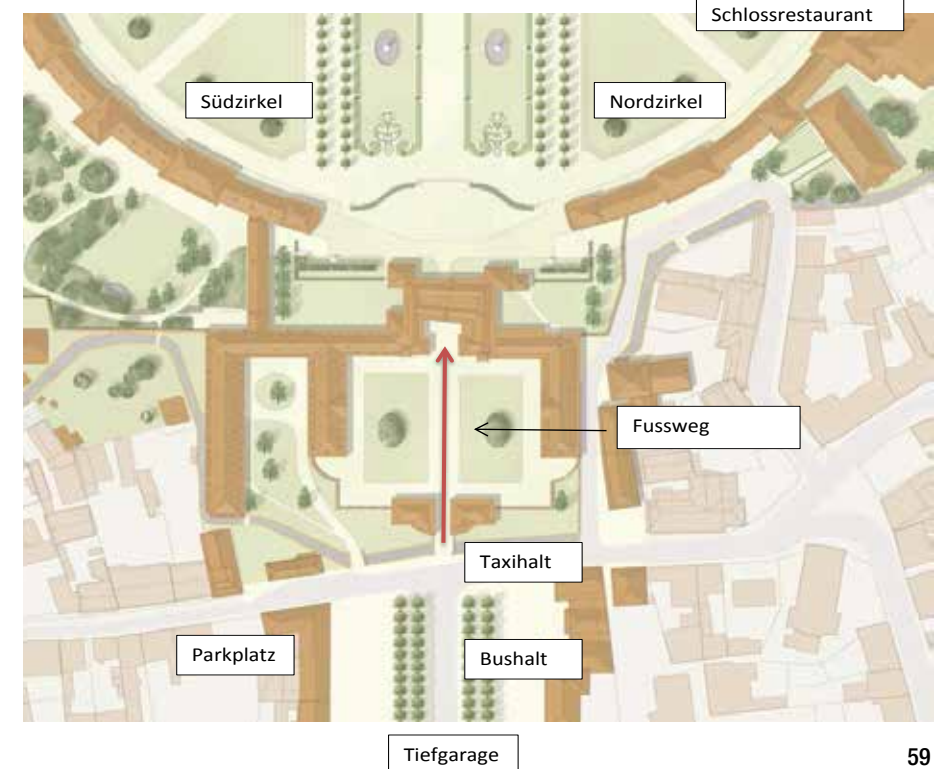 Schlossrestaurant
Südzirkel
Nordzirkel
Fussweg
Taxihalt
Parkplatz
Bushalt
Tiefgarage
59